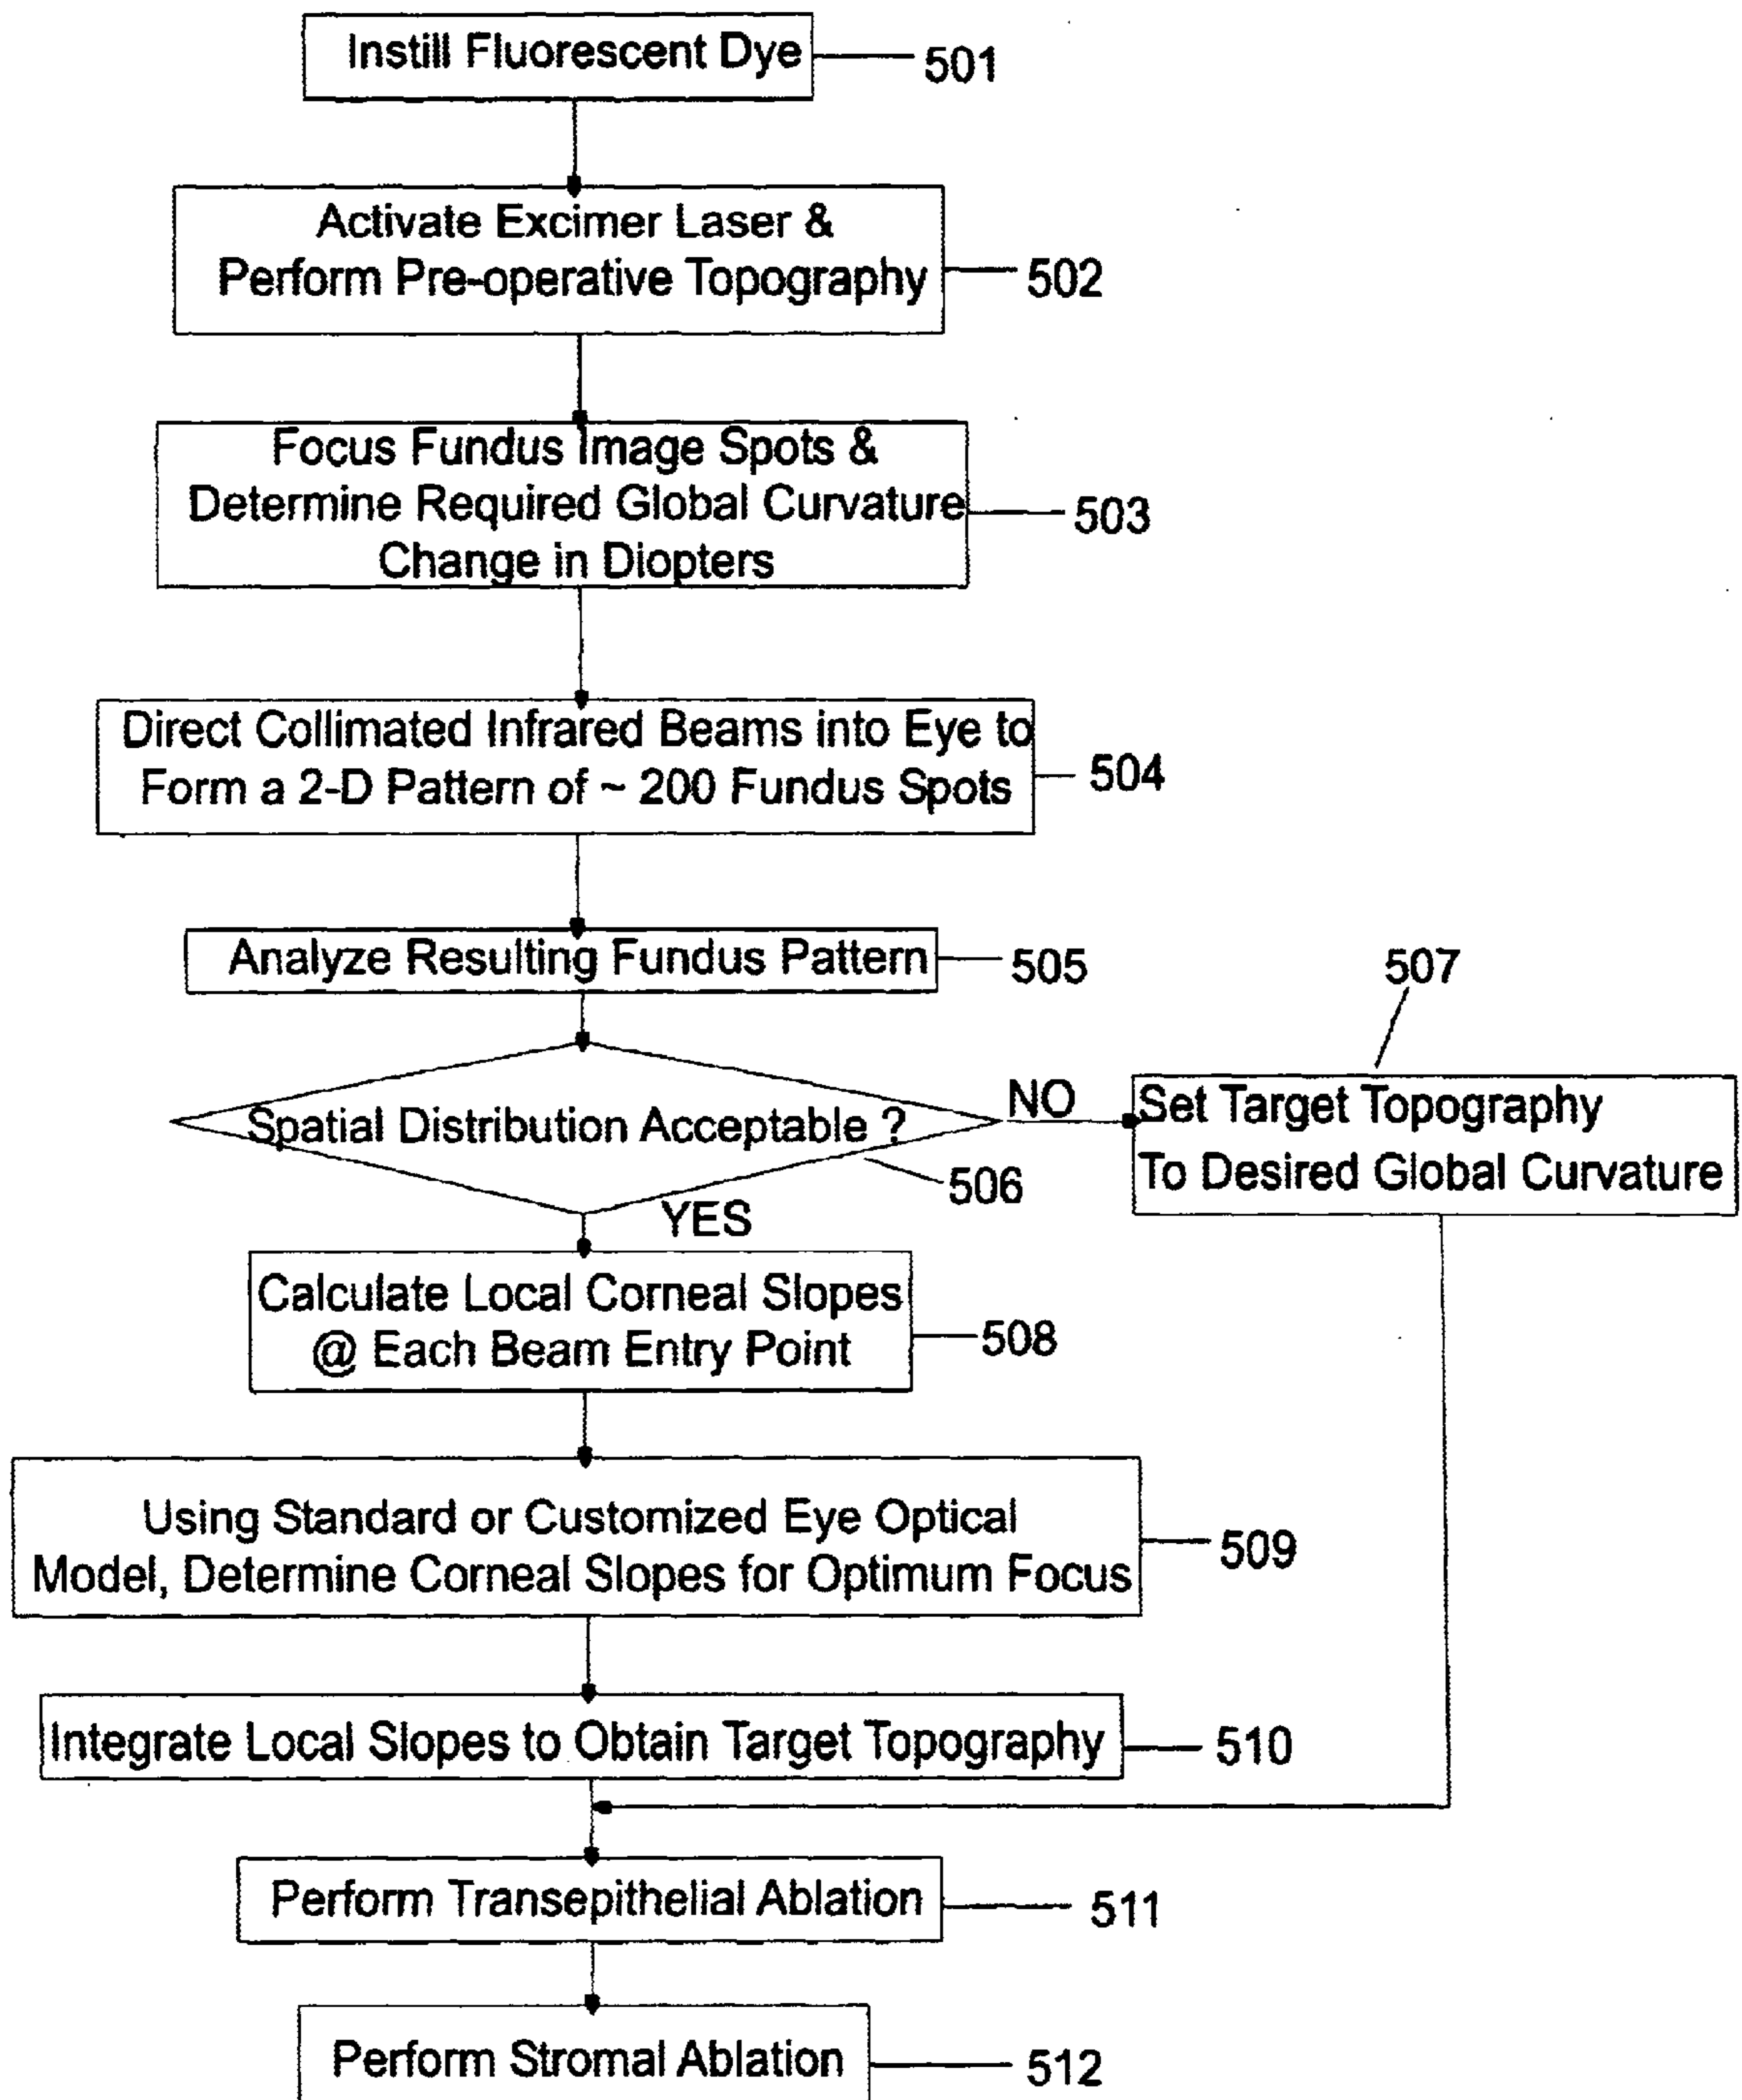 Instill Fluorescent Dye
501
Activate Excimer Laser &
Perform Pre-operative Topography
502
Focus Fundus Image Spots &
Determine Required Global Curvature
Change in Diopters
503
Direct Collimated Infrared Beams into Eye to
Form a 2-D Pattern of ~ 200 Fundus Spots
504
Analyze Resulting Fundus Pattern
505
507
Spatial Distribution Acceptable ?
NO
Set Target Topography
To Desired Global Curvature
506
YES
Calculate Local Corneal Slopes
@ Each Beam Entry Point
508
Using Standard or Customized Eye Optical
Model, Determine Corneal Slopes for Optimum Focus
509
Integrate Local Slopes to Obtain Target Topography
510
Perform Transepithelial Ablation
511
Perform Stromal Ablation
512